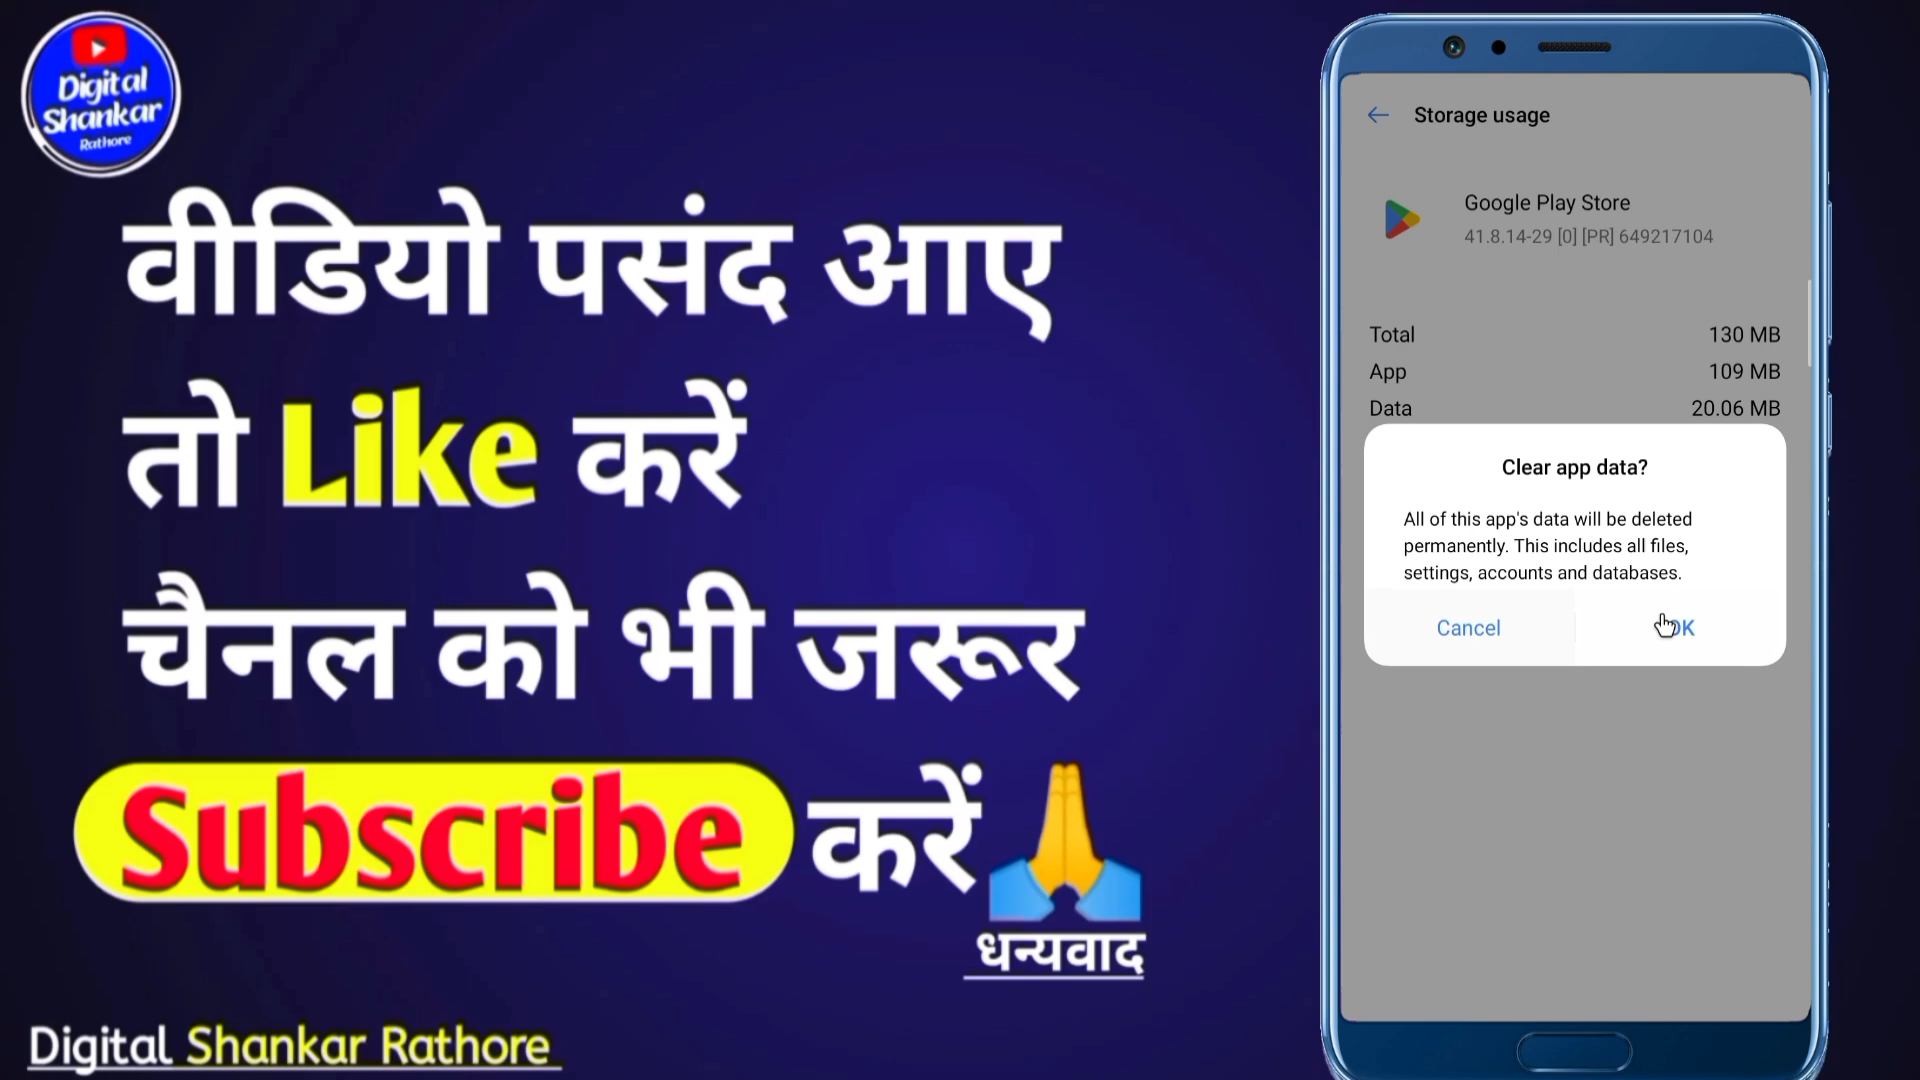 Digital
Shankar
Rathore
वीडियो पसंद आए
तो Like करें
चैनल को भी जरूर
Subscribe करें
धन्यवाद
Digital Shankar Rathore
Storage usage
Google Play Store
41.8.14-29 [0] [PR] 649217104
Total 130 MB
App 109 MB
Data 20.06 MB
Clear app data?
All of this app's data will be deleted
permanently. This includes all files,
settings, accounts and databases.
Cancel OK